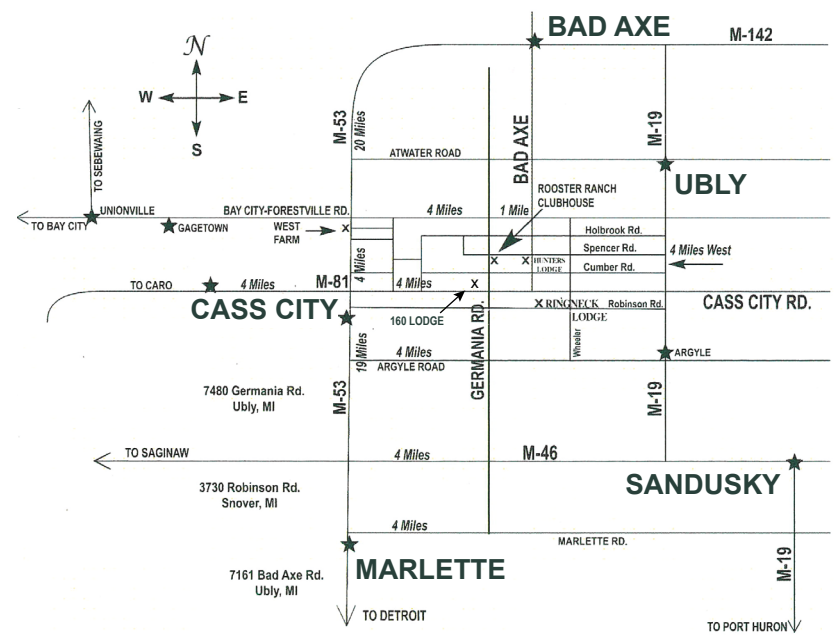 BAD AXE
M-142
N
W E
S
M-53
20 Miles
BAD AXE
M-19
TO SEBEWAING
ATWATER ROAD
UBLY
ROOSTER RANCH
CLUBHOUSE
UNIONVILLE
BAY CITY-FORESTVILLE RD.
4 Miles
1 Mile
TO BAY CITY
GAGETOWN
WEST
FARM
X
Holbrook Rd.
Spencer Rd.
4 Miles West
X X HUNTERS
LODGE
Cumber Rd.
4 Miles
TO CARO
4 Miles
M-81
4 Miles
X
CASS CITY
CASS CITY RD.
160 LODGE
GERMANIA RD.
X RINGNECK
LODGE
Robinson Rd.
Wheeler
19 Miles
4 Miles
ARGYLE ROAD
ARGYLE
7480 Germania Rd.
Ubly, MI
M-53
M-19
TO SAGINAW
4 Miles
M-46
SANDUSKY
3730 Robinson Rd.
Snover, MI
4 Miles
MARLETTE RD.
MARLETTE
M-19
7161 Bad Axe Rd.
Ubly, MI
TO DETROIT
TO PORT HURON